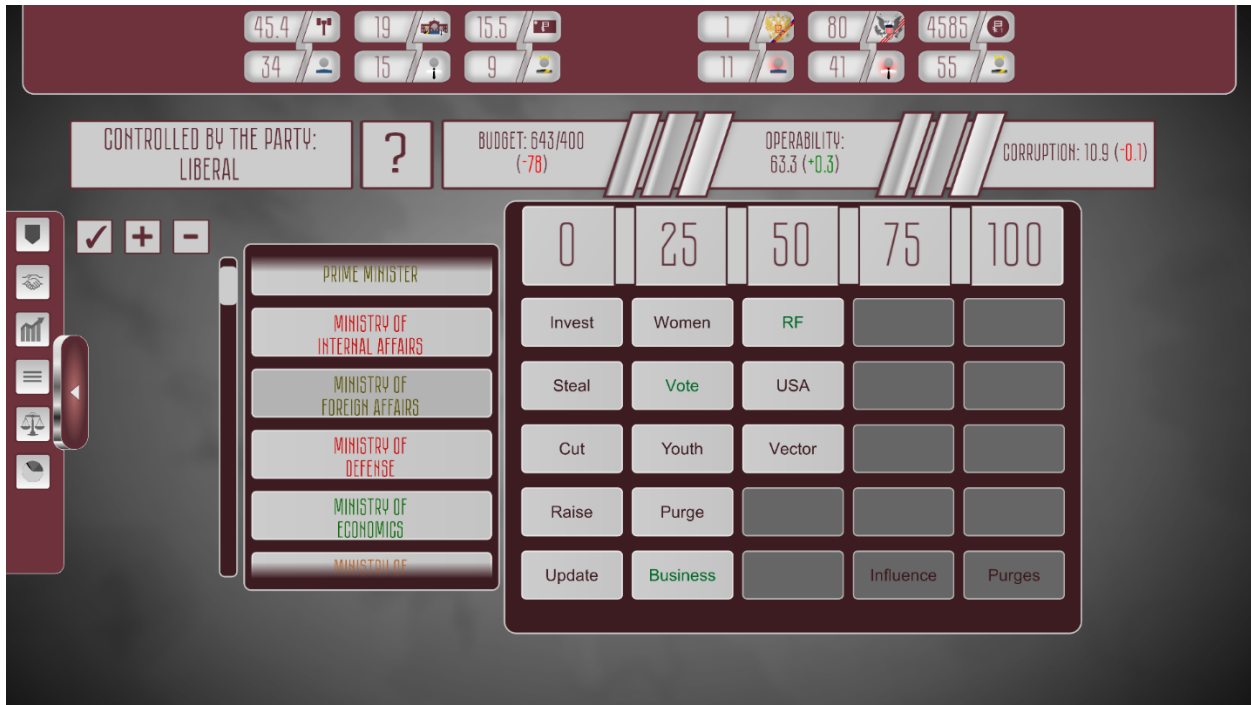 45.4 19 15.5 1 80 4585
34 15 9 11 41 55
CONTROLLED BY THE PARTY:
LIBERAL
?
BUDGET: 643/400
(-78)
OPERABILITY:
63.3 (+0.3)
CORRUPTION: 10.9 (-0.1)
PRIME MINISTER
MINISTRY OF
INTERNAL AFFAIRS
MINISTRY OF
FOREIGN AFFAIRS
MINISTRY OF
DEFENSE
MINISTRY OF
ECONOMICS
MINISTRY OF
0 25 50 75 100
Invest Women RF
Steal Vote USA
Cut Youth Vector
Raise Purge
Update Business Influence Purges